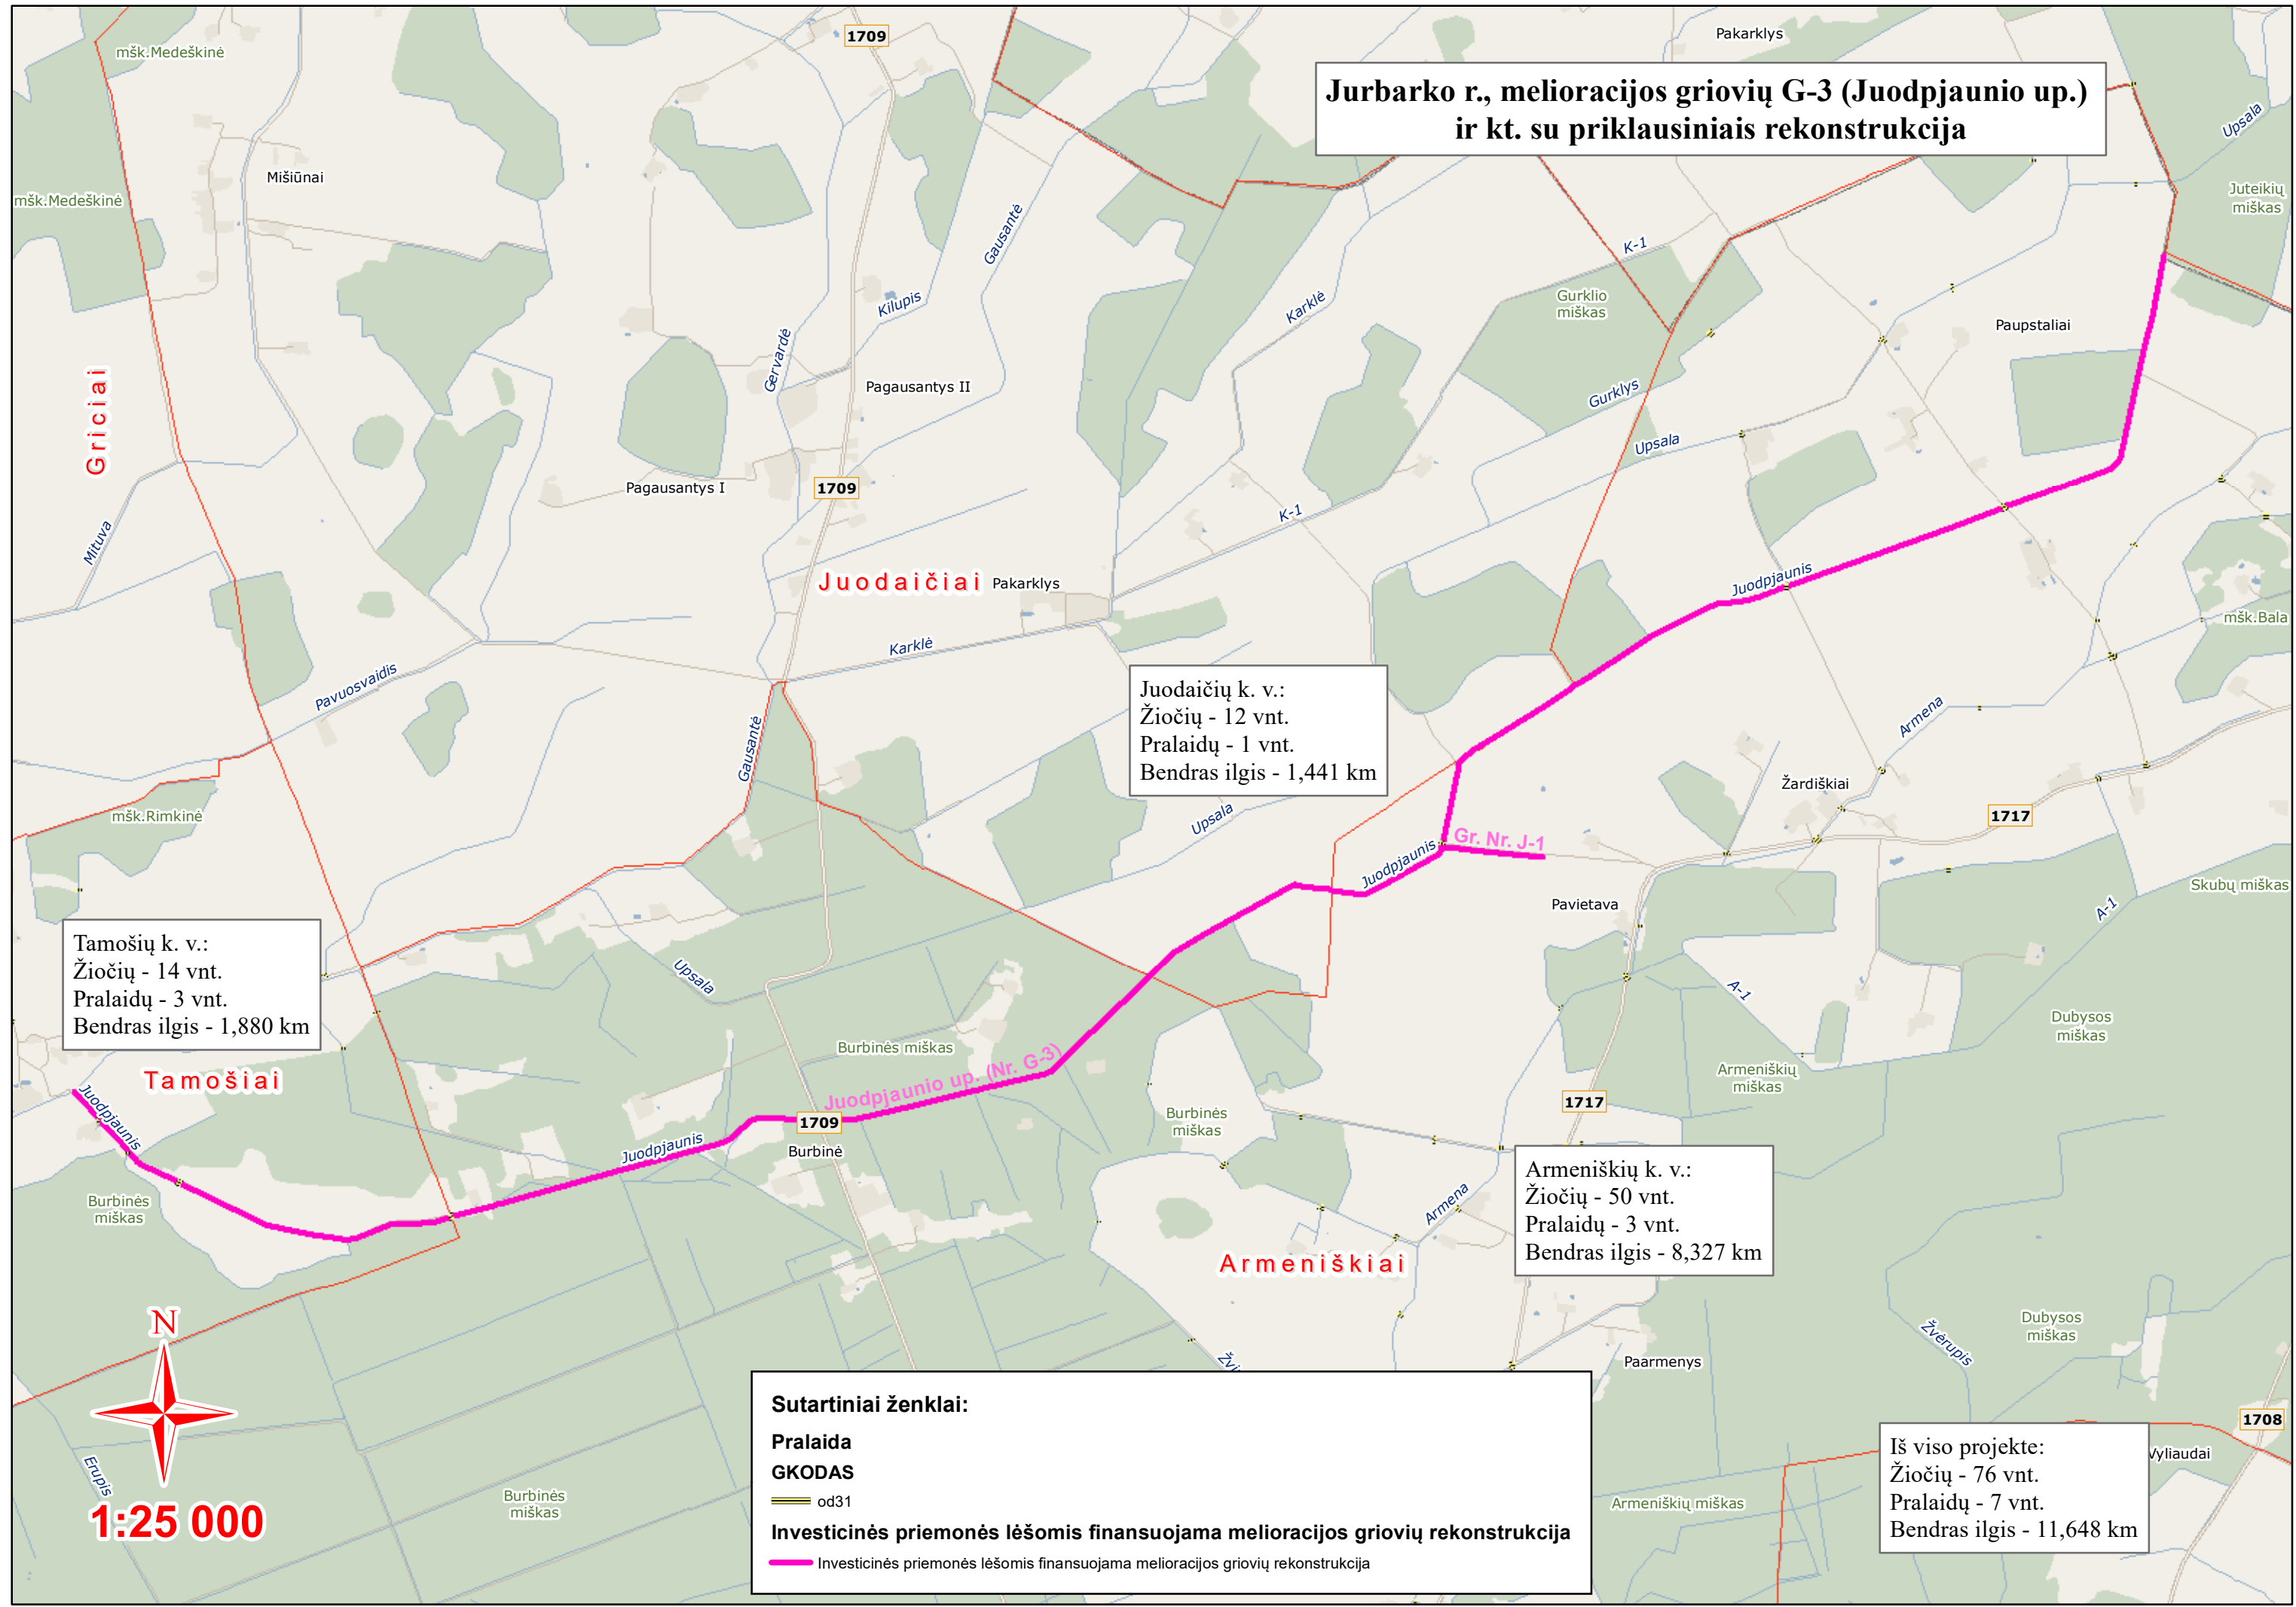 Jurbarko r., melioracijos griovių G-3 (Juodpjaunio up.)
ir kt. su priklausiniais rekonstrukcija
mšk.Medeškinė
1709
Pakarklys
Upsala
Mišiūnai
mšk.Medeškinė
Juteikių
miškas
Gausantė
K-1
Kilupis
Karklė
Gurklio
miškas
Paupstaliai
Gervardė
Griciai
Pagausantys II
Gurklys
Upsala
Pagausantys I
1709
K-1
Mituva
Juodaičiai
Pakarklys
Juodpjaunis
mšk.Bala
Karklė
Pavuosvaidis
Gausantė
Juodaičių k. v.:
Žiočių - 12 vnt.
Pralaidų - 1 vnt.
Bendras ilgis - 1,441 km
Armena
Žardiškiai
mšk.Rimkinė
Upsala
1717
Gr. Nr. J-1
Juodpjaunis
Skubų miškas
Pavietava
A-1
Tamošių k. v.:
Žiočių - 14 vnt.
Pralaidų - 3 vnt.
Bendras ilgis - 1,880 km
Upsala
A-1
Dubysos
miškas
Burbinės miškas
Tamošiai
Juodpjaunio up. (Nr. G-3)
Armeniškių
miškas
Juodpjaunis
1709
Burbinės
miškas
1717
Juodpjaunis
Burbinė
Armeniškių k. v.:
Žiočių - 50 vnt.
Pralaidų - 3 vnt.
Bendras ilgis - 8,327 km
Burbinės
miškas
Armena
Armeniškiai
N
Dubysos
miškas
Žvėrupis
Paarmenys
Sutartiniai ženklai:
Pralaida
GKODAS
od31
Investicinės priemonės lėšomis finansuojama melioracijos griovių rekonstrukcija
Investicinės priemonės lėšomis finansuojama melioracijos griovių rekonstrukcija
1708
Iš viso projekte:
Žiočių - 76 vnt.
Pralaidų - 7 vnt.
Bendras ilgis - 11,648 km
Vyliaudai
Erupis
Burbinės
miškas
Armeniškių miškas
1:25 000